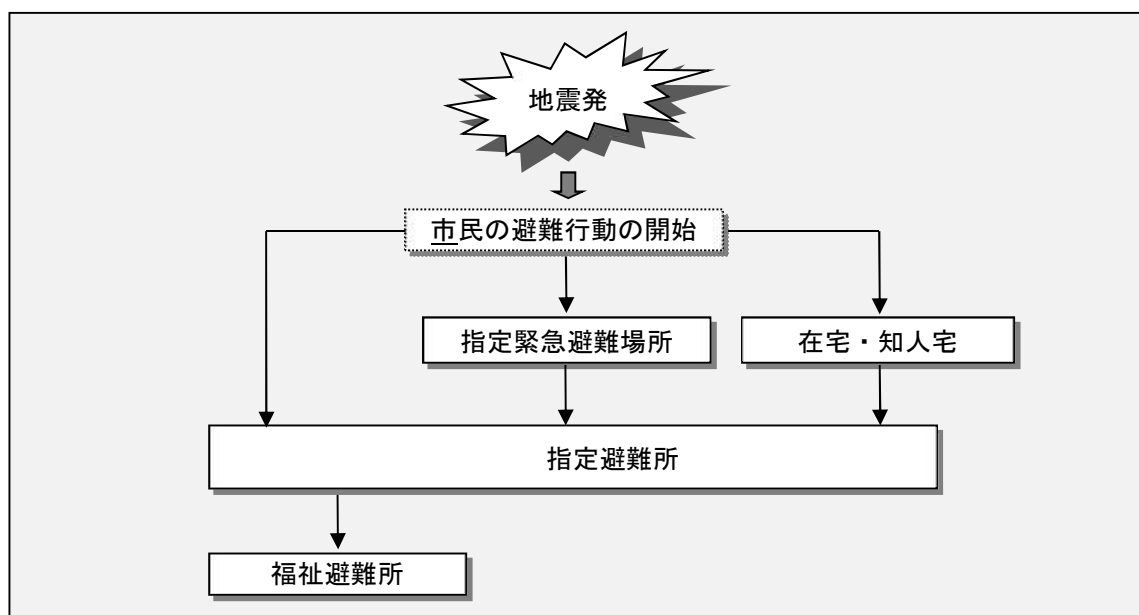 地震発
市民の避難行動の開始
指定緊急避難場所
在宅・知人宅
指定避難所
福祉避難所